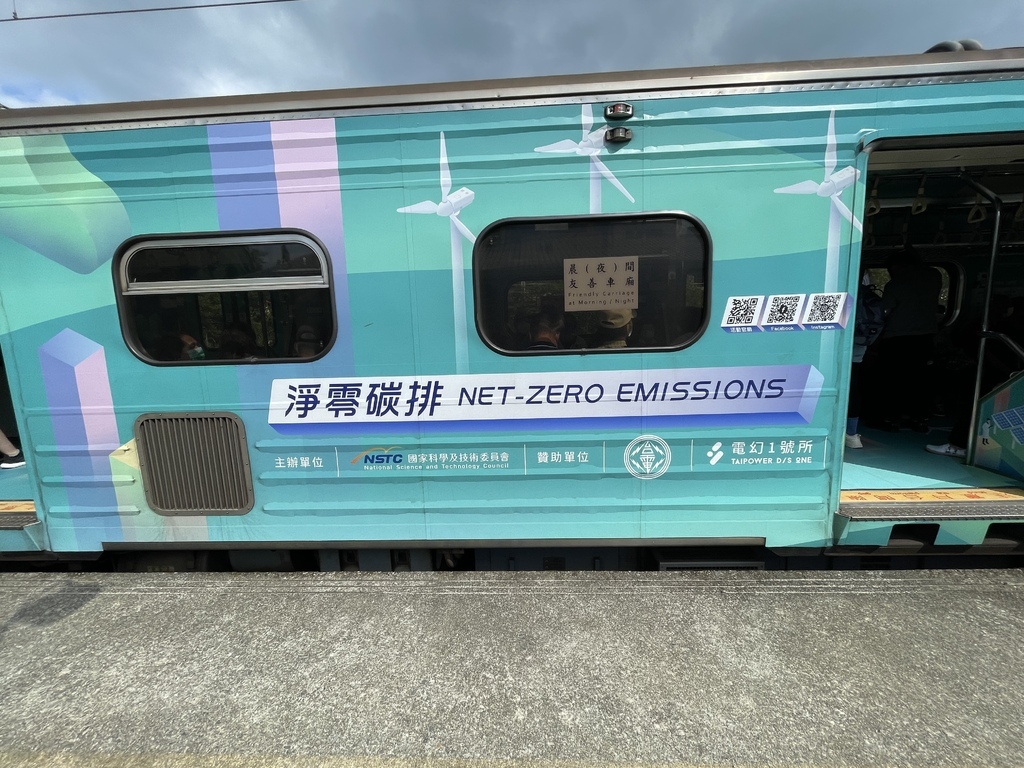 晨(夜)間
友善車廂
Friendly Carriage
at Morning / Night
活動官網
Facebook
Instagram
淨零碳排 NET-ZERO EMISSIONS
主辦單位
NSTC 國家科學及技術委員會
National Science and Technology Council
贊助單位
電幻1號所
TAIPOWER D/S ONE